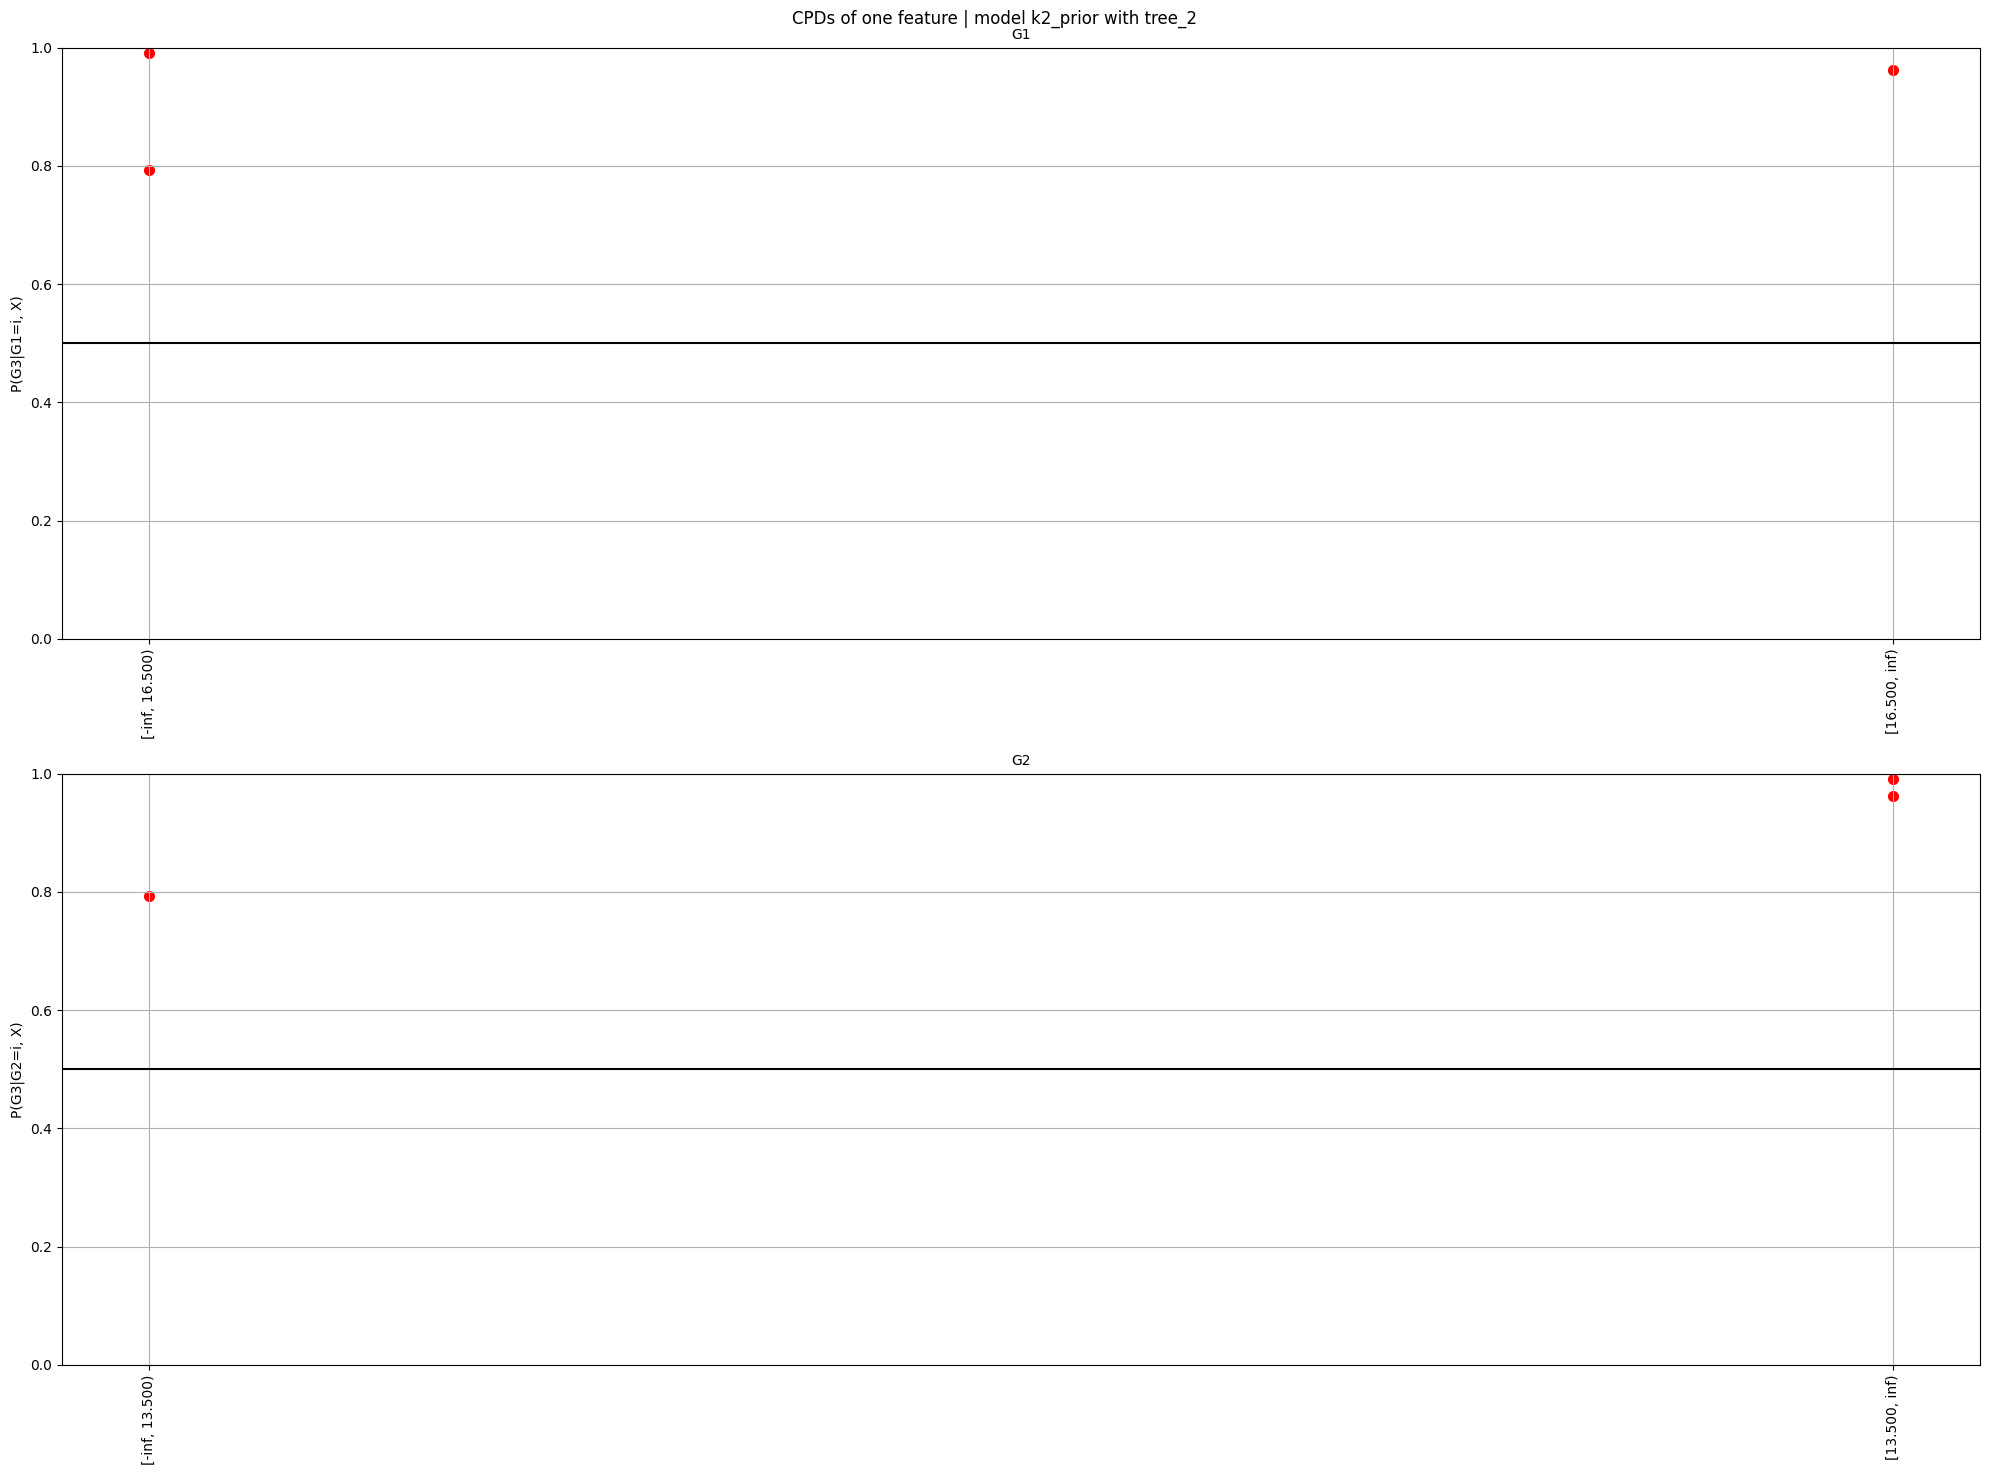 CPDs of one feature | model k2_prior with tree_2
G1
1.0
0.8
0.6
0.4
0.2
0.0
P(G3|G1=i, X)
[-inf, 16.500)
[16.500, inf)
G2
1.0
0.8
0.6
0.4
0.2
0.0
P(G3|G2=i, X)
[-inf, 13.500)
[13.500, inf)